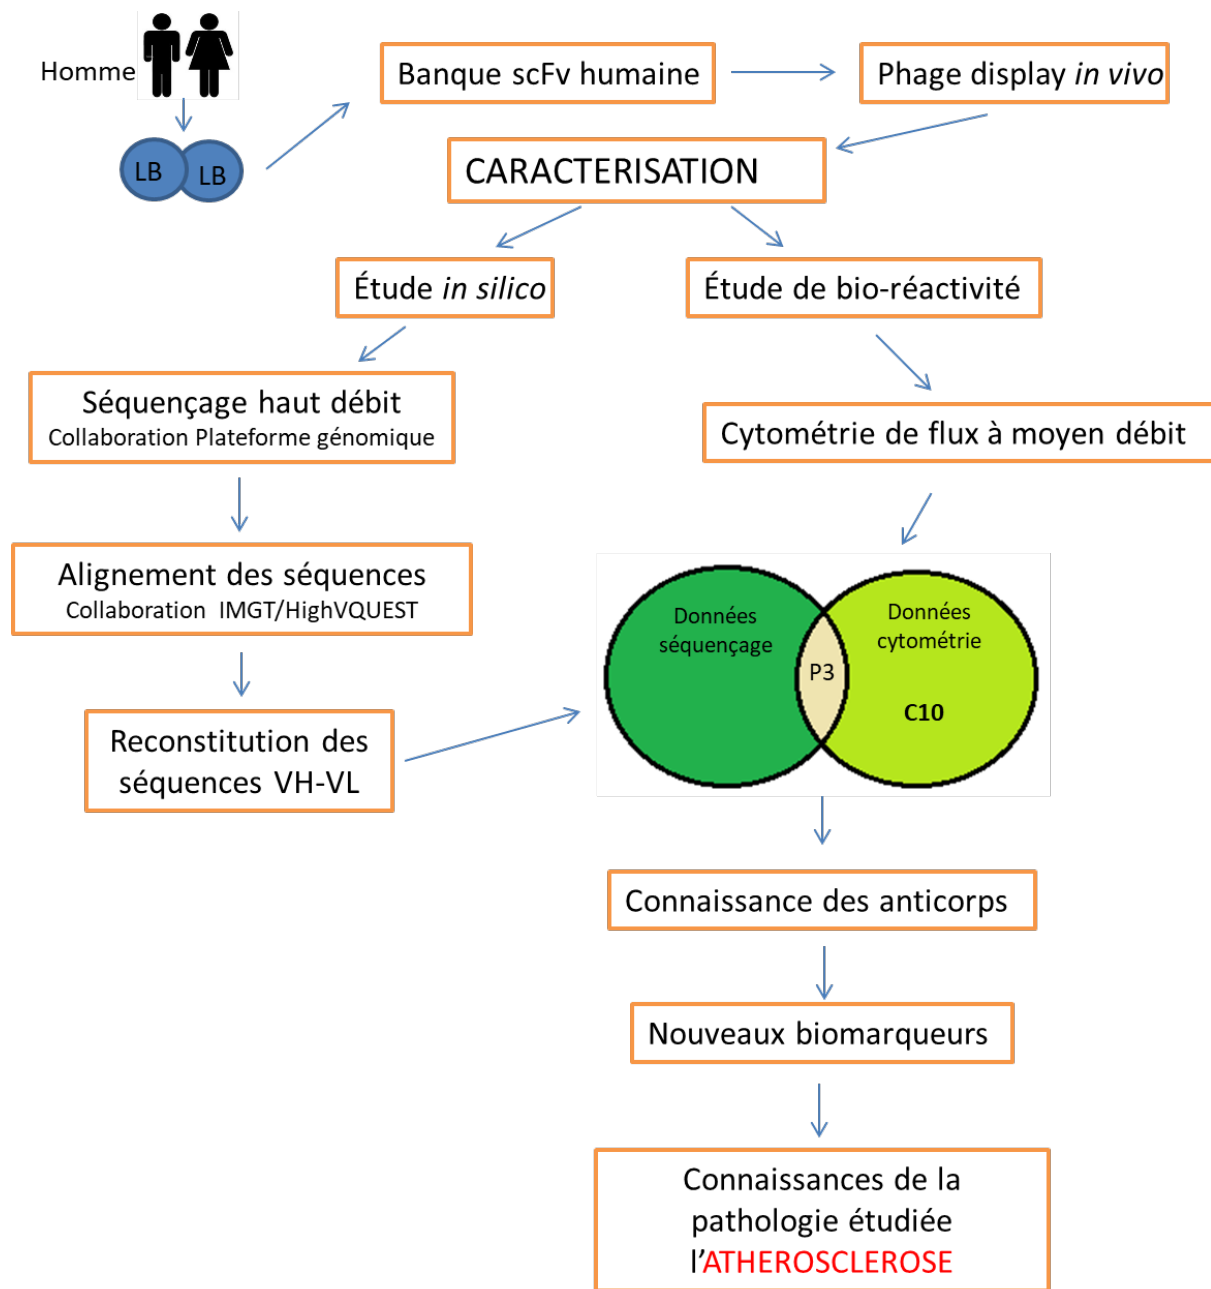 Homme
LB
LB
Banque scFv humaine
Phage display in vivo
CARACTERISATION
Étude in silico
Étude de bio-réactivité
Séquençage haut débit
Collaboration Plateforme génomique
Cytométrie de flux à moyen débit
Alignement des séquences
Collaboration IMGT/HighVQUEST
Reconstitution des
séquences VH-VL
Données
séquençage
P3
Données
cytométrie
C10
Connaissance des anticorps
Nouveaux biomarqueurs
Connaissances de la
pathologie étudiée
l'ATHEROSCLEROSE